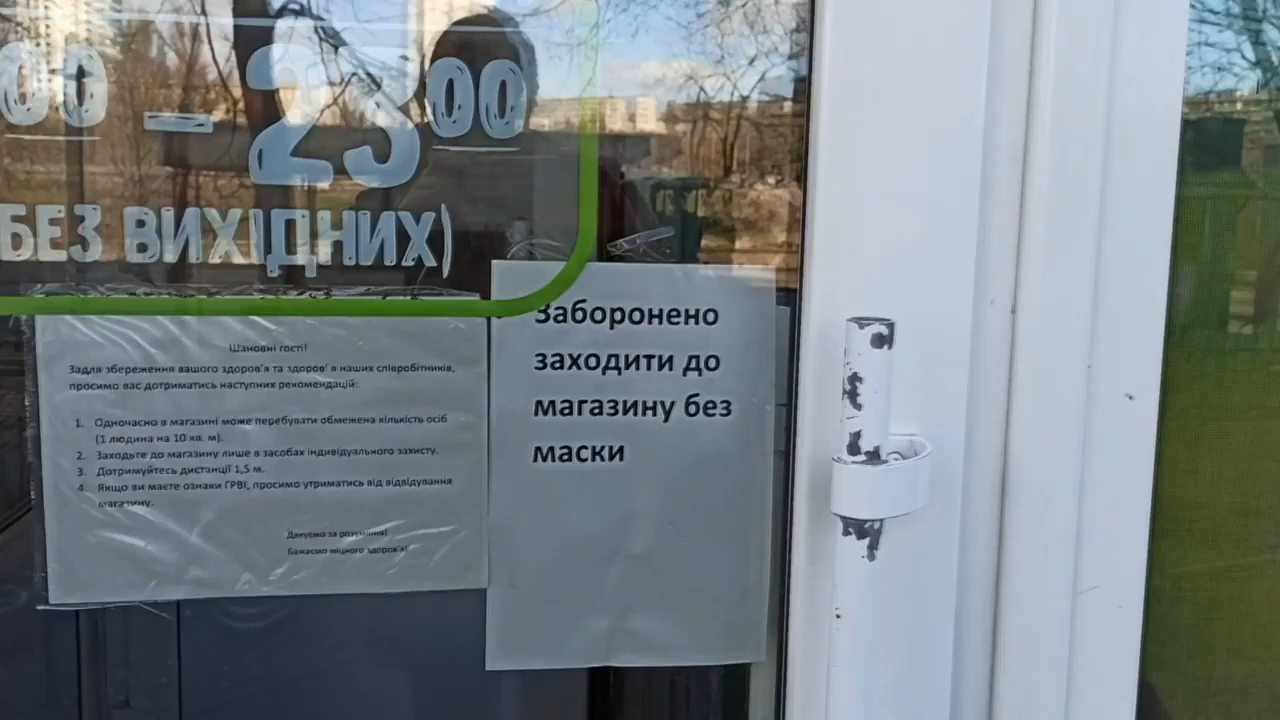 00 – 23 00
(БЕЗ ВИХІДНИХ)
Шановні гості!
Задля збереження вашого здоров'я та здоров'я наших співробітників,
просимо вас дотриматись наступних рекомендацій:
1. Одночасно в магазині може перебувати обмежена кількість осіб
(1 людина на 10 кв. м).
2. Заходьте до магазину лише в засобах індивідуального захисту.
3. Дотримуйтесь дистанції 1,5 м.
4. Якщо ви маєте ознаки ГРВІ, просимо утриматись від відвідування
магазину.
Дякуємо за розуміння!
Бажаємо міцного здоров'я!
Заборонено
заходити до
магазину без
маски